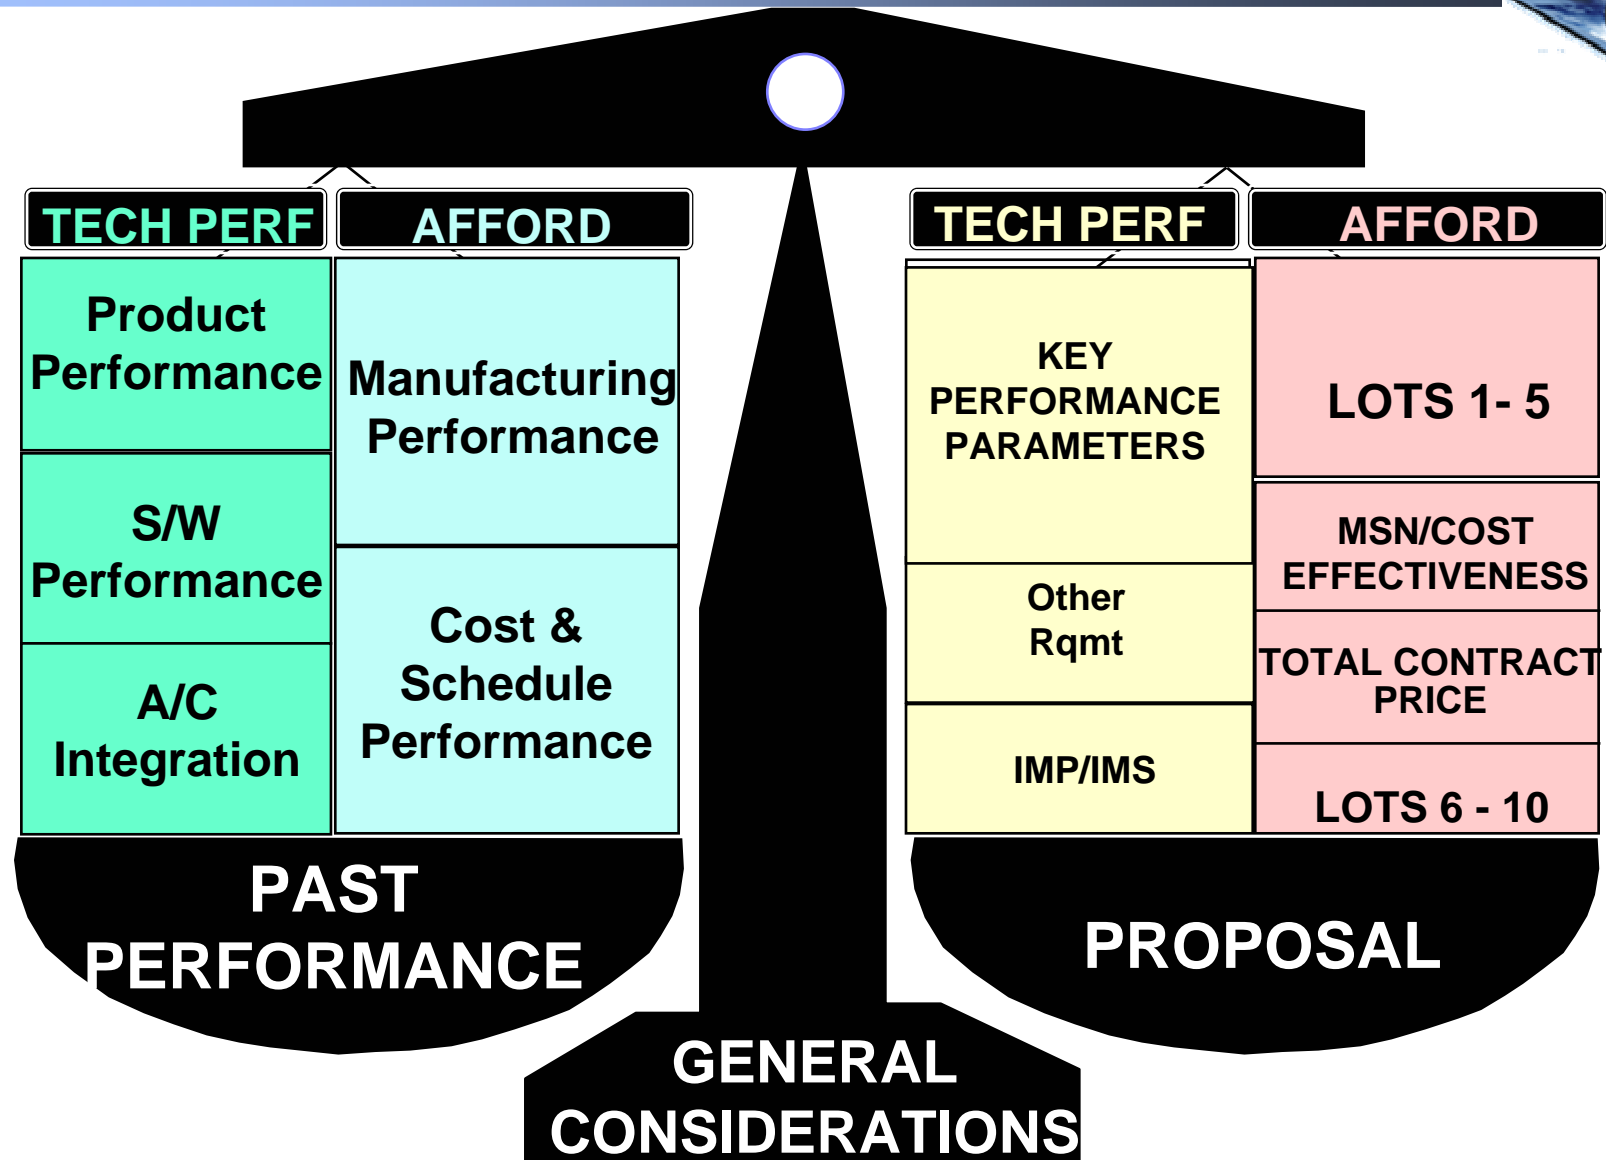 TECH PERF
AFFORD
Product
Performance
S/W
Performance
A/C
Integration
Manufacturing
Performance
Cost &
Schedule
Performance
PAST
PERFORMANCE
TECH PERF
AFFORD
KEY
PERFORMANCE
PARAMETERS
Other
Rqmt
IMP/IMS
LOTS 1- 5
MSN/COST
EFFECTIVENESS
TOTAL CONTRACT
PRICE
LOTS 6 - 10
PROPOSAL
GENERAL
CONSIDERATIONS